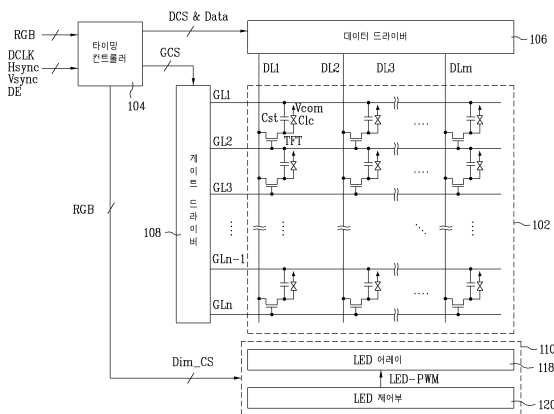 DCS & Data
RGB
타이밍
컨트롤러
데이터 드라이버
106
GCS
DCLK
Hsync
Vsync
DE
104
DL1
DL2
DL3
DLm
GL1
Vcom
Cst
Clc
....
GL2
TFT
게이트 드라이버
GL3
....
RGB
102
108
GLn-1
....
GLn
110
LED 어레이
118
Dim_CS
LED-PWM
LED 제어부
120